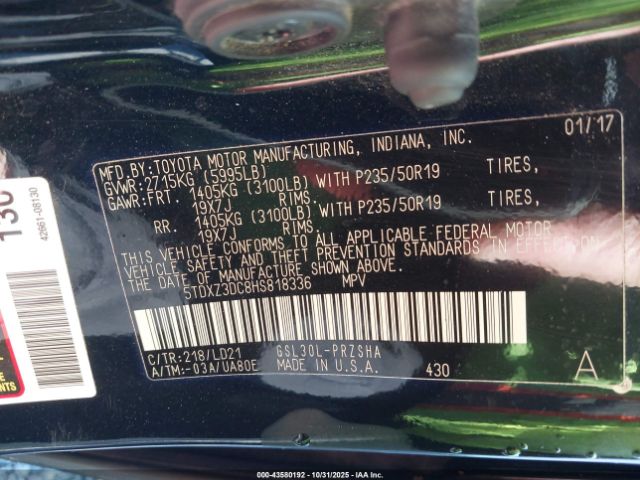 MFD.BY:TOYOTA MOTOR MANUFACTURING, INDIANA, INC. 01/17
GVWR:2715KG (5995LB)
GAWR:FRT. 1405KG (3100LB) WITH P235/50R19 TIRES,
19X7J RIMS.
RR. 1405KG (3100LB) WITH P235/50R19 TIRES,
19X7J RIMS.
THIS VEHICLE CONFORMS TO ALL APPLICABLE FEDERAL MOTOR
VEHICLE SAFETY AND THEFT PREVENTION STANDARDS IN EFFECT ON
THE DATE OF MANUFACTURE SHOWN ABOVE.
5TDXZ3DC8HS818336 MPV
C/TR:218/LD21 GSL30L-PRZSHA
A/TM:-03A/UA80E MADE IN U.S.A. 430 A
130
42661-08130
000-43580192 - 10/31/2025 - IAA Inc.